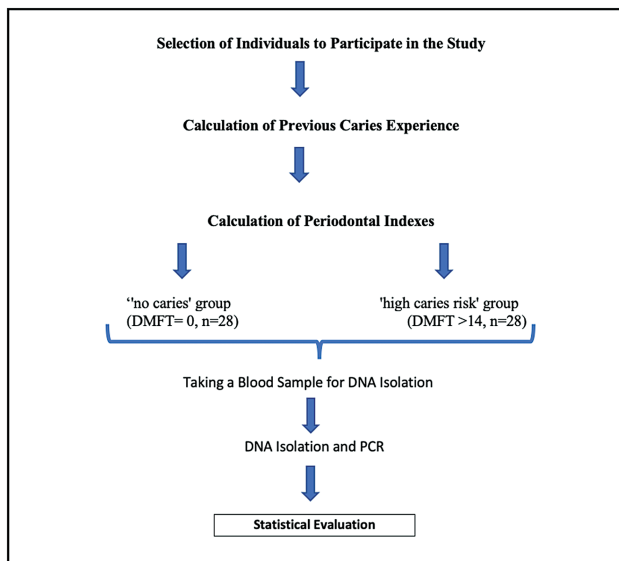 Selection of Individuals to Participate in the Study
Calculation of Previous Caries Experience
Calculation of Periodontal Indexes
‘'no caries' group
(DMFT= 0, n=28)
'high caries risk' group
(DMFT >14, n=28)
Taking a Blood Sample for DNA Isolation
DNA Isolation and PCR
Statistical Evaluation